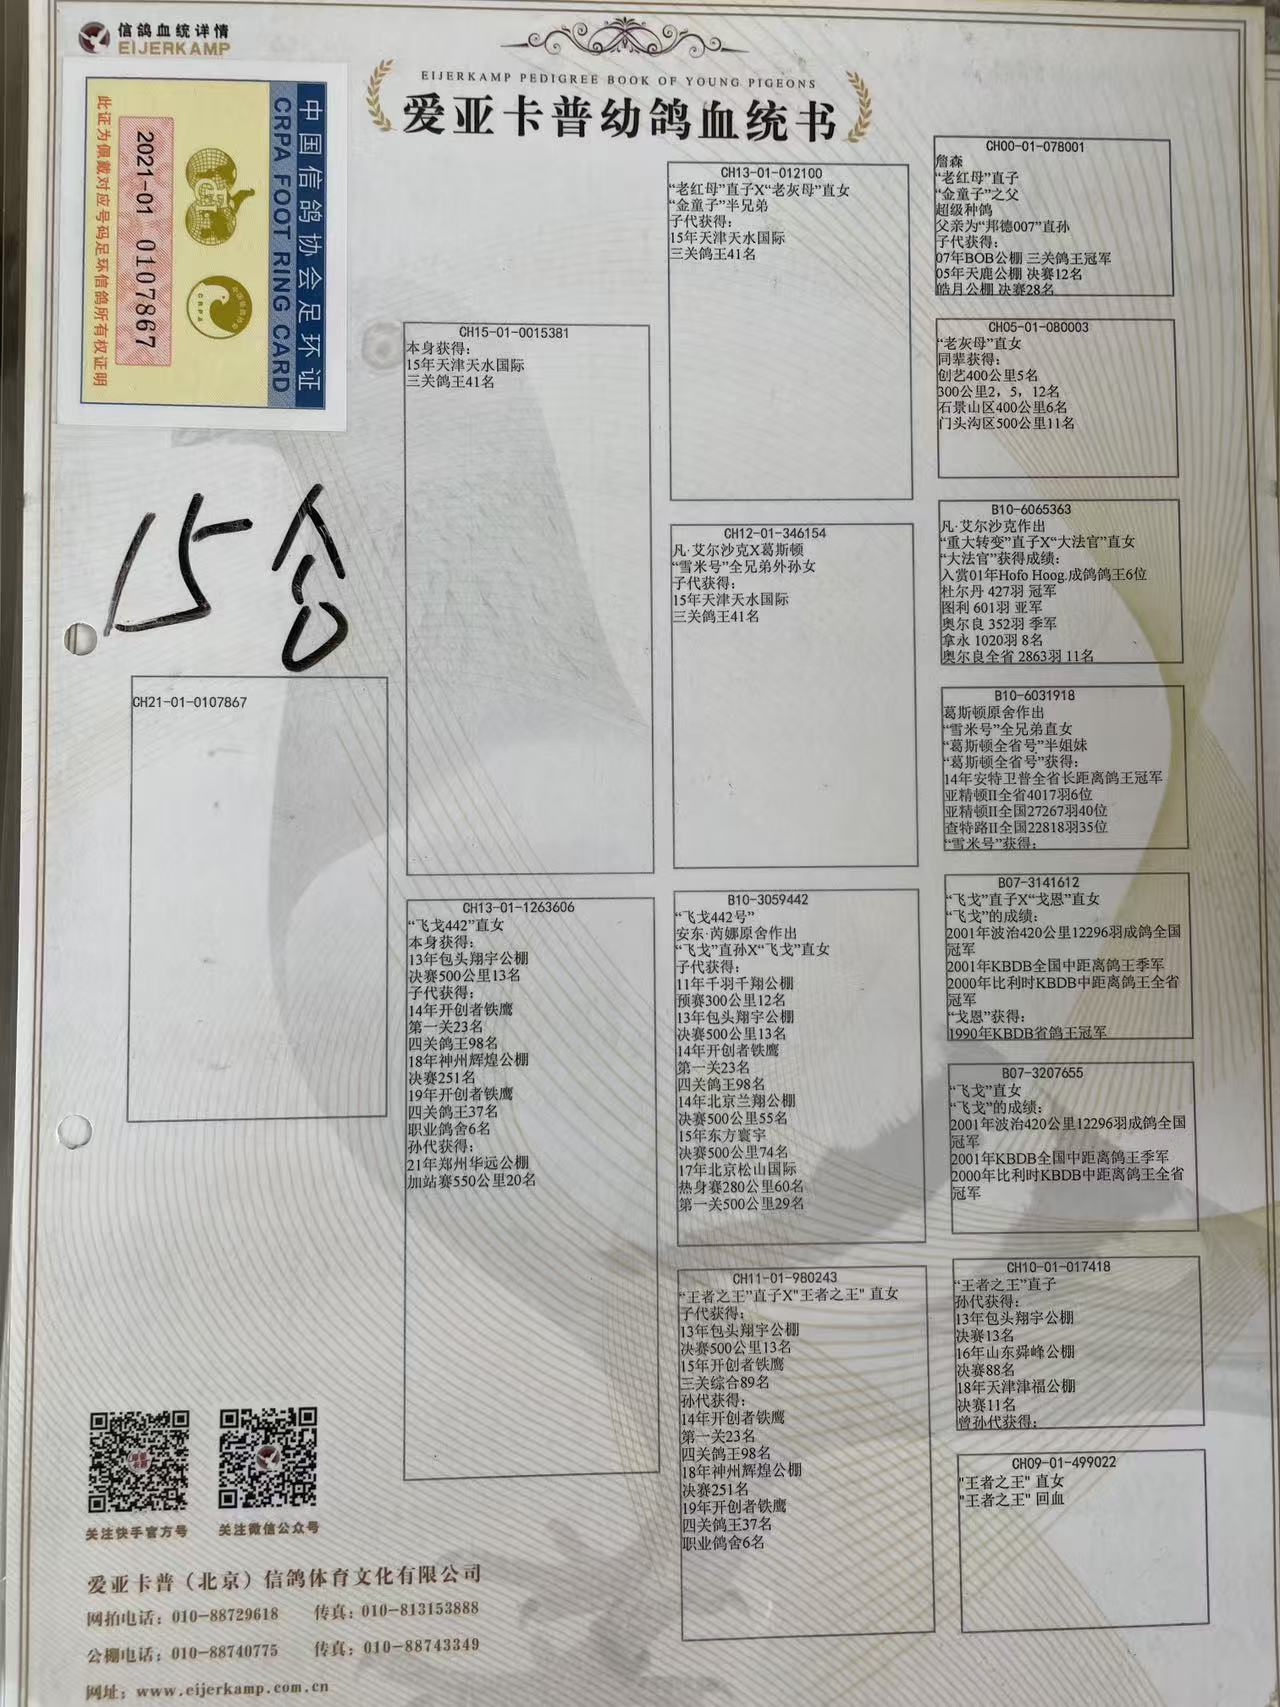 信鸽血统详情
EIJERKAMP
EIJERKAMP PEDIGREE BOOK OF YOUNG PIGEONS
爱亚卡普幼鸽血统书
中国信鸽协会足环证
CRPA FOOT RING CARD
CRPA
2021-01 0107867
此证为佩戴对应号码足环信鸽所有权证明
15合
CH21-01-0107867
CH15-01-0015381
本身获得:
15年天津天水国际
三关鸽王41名
CH13-01-1263606
“飞戈442”直女
本身获得:
13年包头翔宇公棚
决赛500公里13名
子代获得:
14年开创者铁鹰
第一关23名
四关鸽王98名
18年神州辉煌公棚
决赛251名
19年开创者铁鹰
四关鸽王37名
职业鸽舍6名
孙代获得:
21年郑州华远公棚
加站赛550公里20名
CH13-01-012100
“老红母”直子X“老灰母”直女
“金童子”半兄弟
子代获得:
15年天津天水国际
三关鸽王41名
CH12-01-346154
凡·艾尔沙克X葛斯顿
“雪米号”全兄弟外孙女
子代获得:
15年天津天水国际
三关鸽王41名
B10-3059442
“飞戈442号”
安东·芮娜原舍作出
“飞戈”直孙X“飞戈”直女
子代获得:
11年千羽千翔公棚
预赛300公里12名
13年包头翔宇公棚
决赛500公里13名
14年开创者铁鹰
第一关23名
四关鸽王98名
14年北京兰翔公棚
决赛500公里55名
15年东方寰宇
决赛500公里74名
17年北京松山国际
热身赛280公里60名
第一关500公里29名
CH11-01-980243
“王者之王”直子X"王者之王" 直女
子代获得:
13年包头翔宇公棚
决赛500公里13名
15年开创者铁鹰
三关综合89名
孙代获得:
14年开创者铁鹰
第一关23名
四关鸽王98名
18年神州辉煌公棚
决赛251名
19年开创者铁鹰
四关鸽王37名
职业鸽舍6名
CH00-01-078001
詹森
“老红母”直子
“金童子”之父
超级种鸽
父亲为“邦德007”直孙
子代获得:
07年BOB公棚 三关鸽王冠军
05年天鹿公棚 决赛12名
皓月公棚 决赛28名
CH05-01-080003
“老灰母”直女
同辈获得:
创艺400公里5名
300公里2，5，12名
石景山区400公里6名
门头沟区500公里11名
B10-6065363
凡·艾尔沙克作出
“重大转变”直子X“大法官”直女
“大法官”获得成绩:
入赏01年Hofo Hoog.成鸽鸽王6位
杜尔丹 427羽 冠军
图利 601羽 亚军
奥尔良 352羽 季军
拿永 1020羽 8名
奥尔良全省 2863羽 11名
B10-6031918
葛斯顿原舍作出
“雪米号”全兄弟直女
“葛斯顿全省号”半姐妹
“葛斯顿全省号”获得:
14年安特卫普全省长距离鸽王冠军
亚精顿II全省4017羽6位
亚精顿II全国27267羽40位
查特路II全国22818羽35位
“雪米号”获得:
B07-3141612
“飞戈”直子X“戈恩”直女
“飞戈”的成绩:
2001年波治420公里12296羽成鸽全国
冠军
2001年KBDB全国中距离鸽王季军
2000年比利时KBDB中距离鸽王全省
冠军
“戈恩”获得:
1990年KBDB省鸽王冠军
B07-3207655
“飞戈”直女
“飞戈”的成绩:
2001年波治420公里12296羽成鸽全国
冠军
2001年KBDB全国中距离鸽王季军
2000年比利时KBDB中距离鸽王全省
冠军
CH10-01-017418
“王者之王”直子
孙代获得:
13年包头翔宇公棚
决赛13名
16年山东舜峰公棚
决赛88名
18年天津津福公棚
决赛11名
曾孙代获得:
CH09-01-499022
"王者之王" 直女
"王者之王" 回血
关注快手官方号
关注微信公众号
爱亚卡普（北京）信鸽体育文化有限公司
网拍电话：010-88729618 传真：010-813153888
公棚电话：010-88740775 传真：010-88743349
网址：www.eijerkamp.com.cn